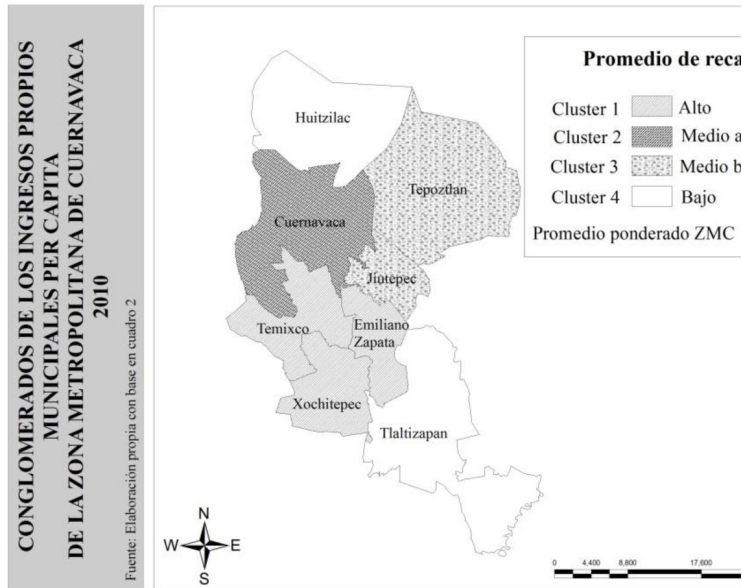 CONGLOMERADOS DE LOS INGRESOS PROPIOS
MUNICIPALES PER CAPITA
DE LA ZONA METROPOLITANA DE CUERNAVACA
2010
Fuente: Elaboración propia con base en cuadro 2
Promedio de reca
Cluster 1 Alto
Cluster 2 Medio a
Cluster 3 Medio b
Cluster 4 Bajo
Promedio ponderado ZMC
Huitzilac
Tepoztlan
Cuernavaca
Jiutepec
Temixco
Emiliano
Zapata
Xochitepec
Tlaltizapan
N
W E
S
0 4,400 8,800 17,600